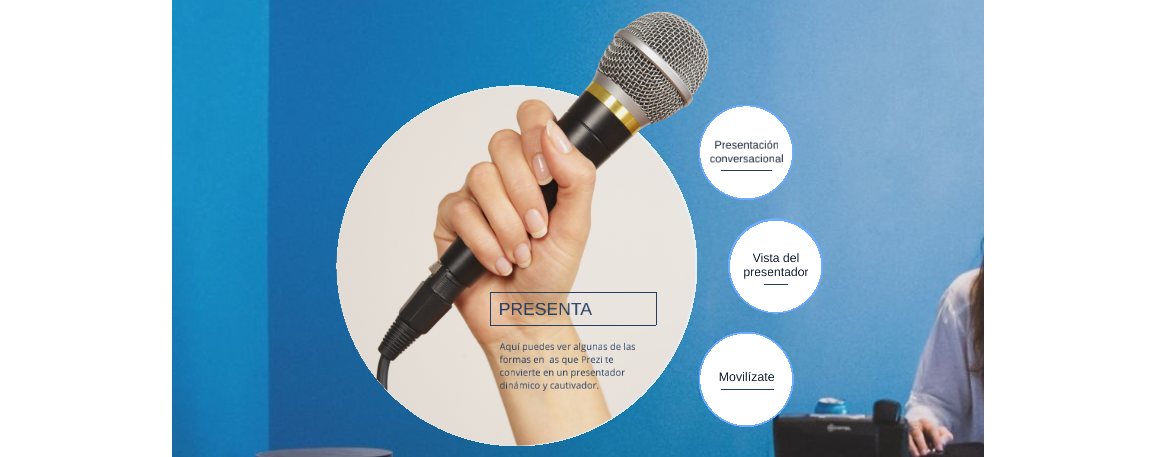 Presentación
conversacional
Vista del
presentador
PRESENTA
Aquí puedes ver algunas de las
formas en as que Prezi te
convierte en un presentador
dinámico y cautivador.
Movilízate